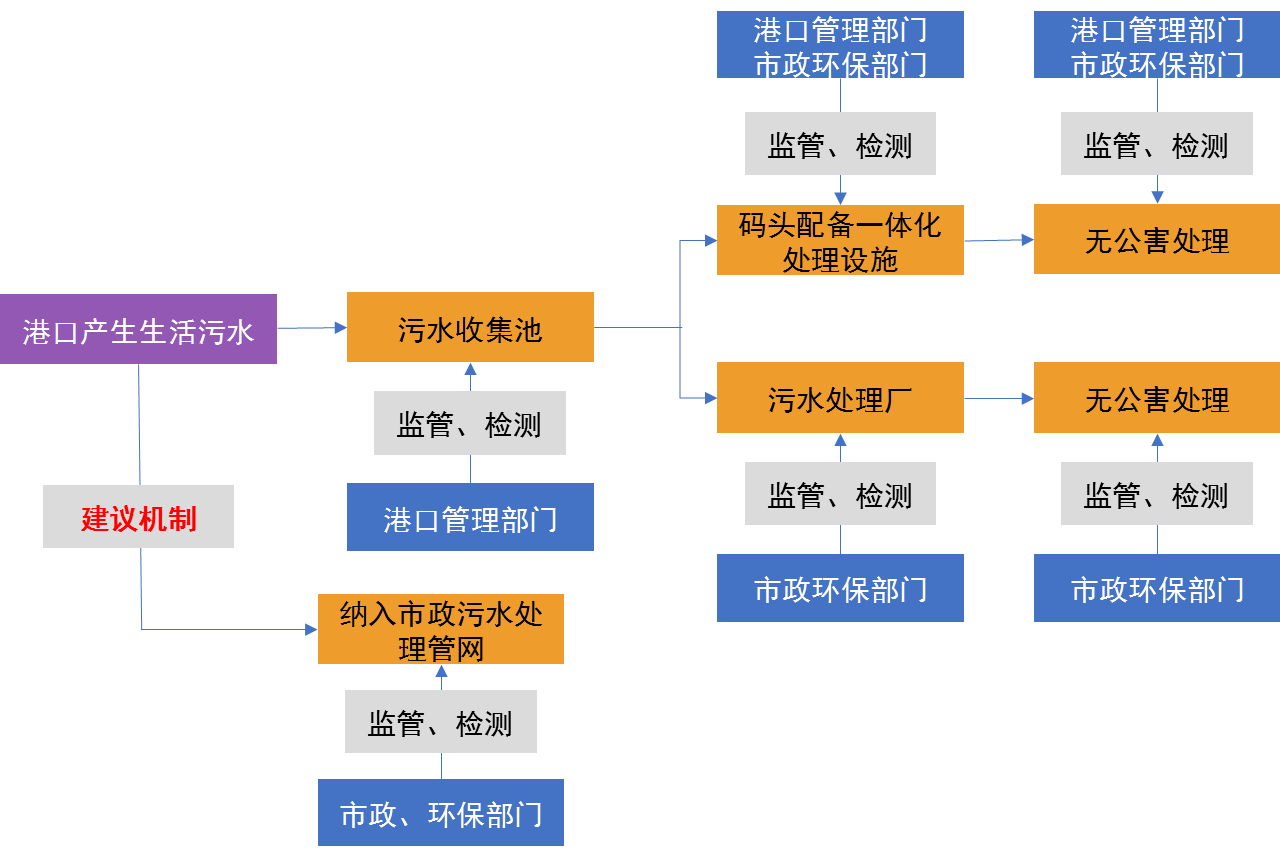 港口管理部门
市政环保部门
港口管理部门
市政环保部门
监管、检测
监管、检测
码头配备一体化
处理设施
无公害处理
港口产生生活污水
污水收集池
污水处理厂
无公害处理
监管、检测
监管、检测
监管、检测
建议机制
港口管理部门
市政环保部门
市政环保部门
纳入市政污水处
理管网
监管、检测
市政、环保部门